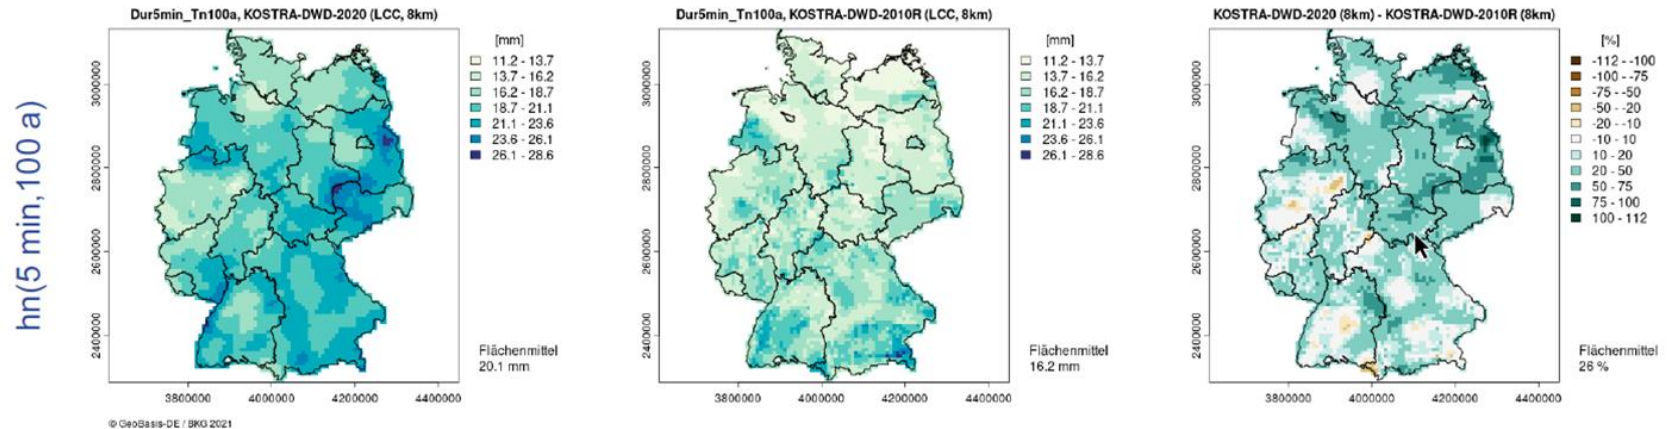 hn(5 min,100 a)
Dur5min_Tn100a, KOSTRA-DWD-2020 (LCC, 8km)
[mm]
11.2 - 13.7
13.7 - 16.2
16.2 - 18.7
18.7 - 21.1
21.1 - 23.6
23.6 - 26.1
26.1 - 28.6
3000000
2800000
2600000
2400000
3800000 4000000 4200000 4400000
Flächenmittel
20.1 mm
© GeoBasis-DE / BKG 2021
Dur5min_Tn100a, KOSTRA-DWD-2010R (LCC, 8km)
[mm]
11.2 - 13.7
13.7 - 16.2
16.2 - 18.7
18.7 - 21.1
21.1 - 23.6
23.6 - 26.1
26.1 - 28.6
3000000
2800000
2600000
2400000
3800000 4000000 4200000 4400000
Flächenmittel
16.2 mm
KOSTRA-DWD-2020 (8km) - KOSTRA-DWD-2010R (8km)
[%]
-112 - -100
-100 - -75
-75 - -50
-50 - -20
-20 - -10
-10 - 10
10 - 20
20 - 50
50 - 75
75 - 100
100 - 112
3000000
2800000
2600000
2400000
3800000 4000000 4200000 4400000
Flächenmittel
26 %